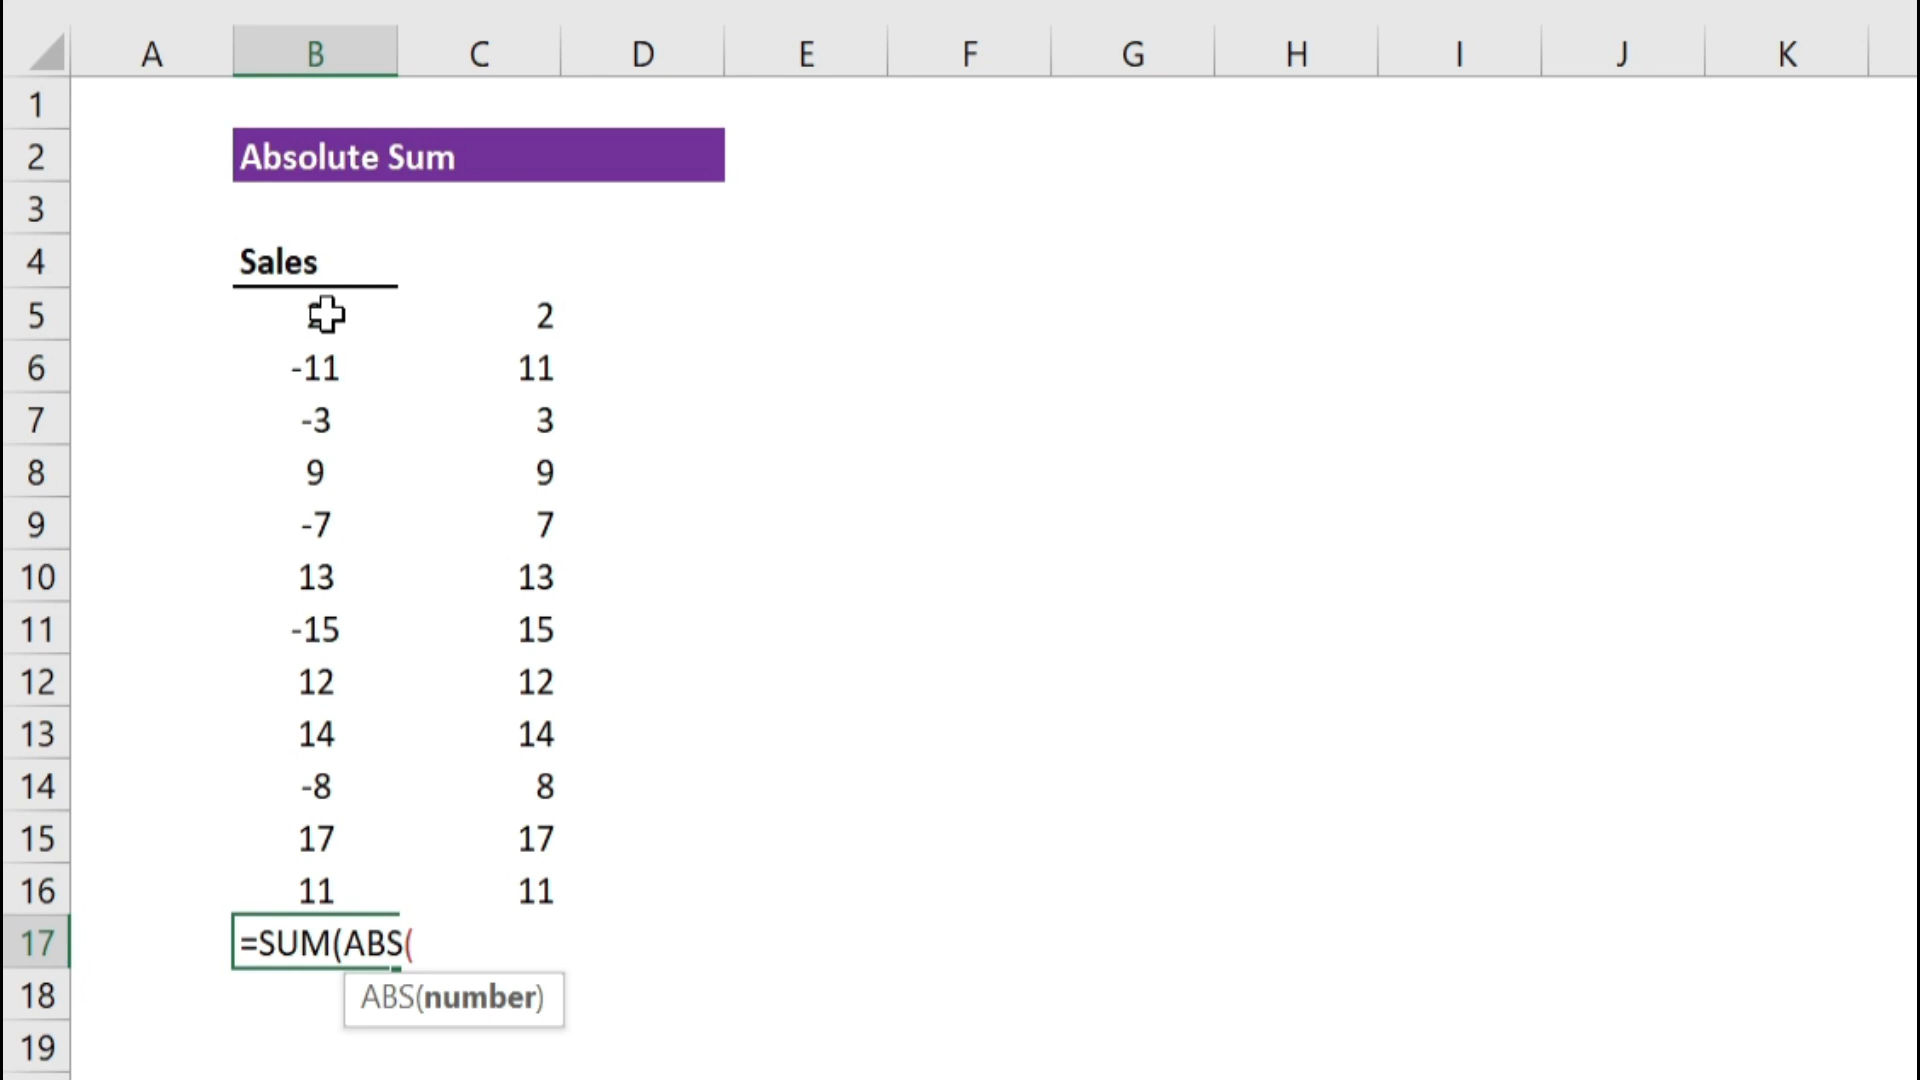 A B C D E F G H I J K
1
2 Absolute Sum
3
4 Sales
5 2
6 -11 11
7 -3 3
8 9 9
9 -7 7
10 13 13
11 -15 15
12 12 12
13 14 14
14 -8 8
15 17 17
16 11 11
17 =SUM(ABS(
18 ABS(number)
19